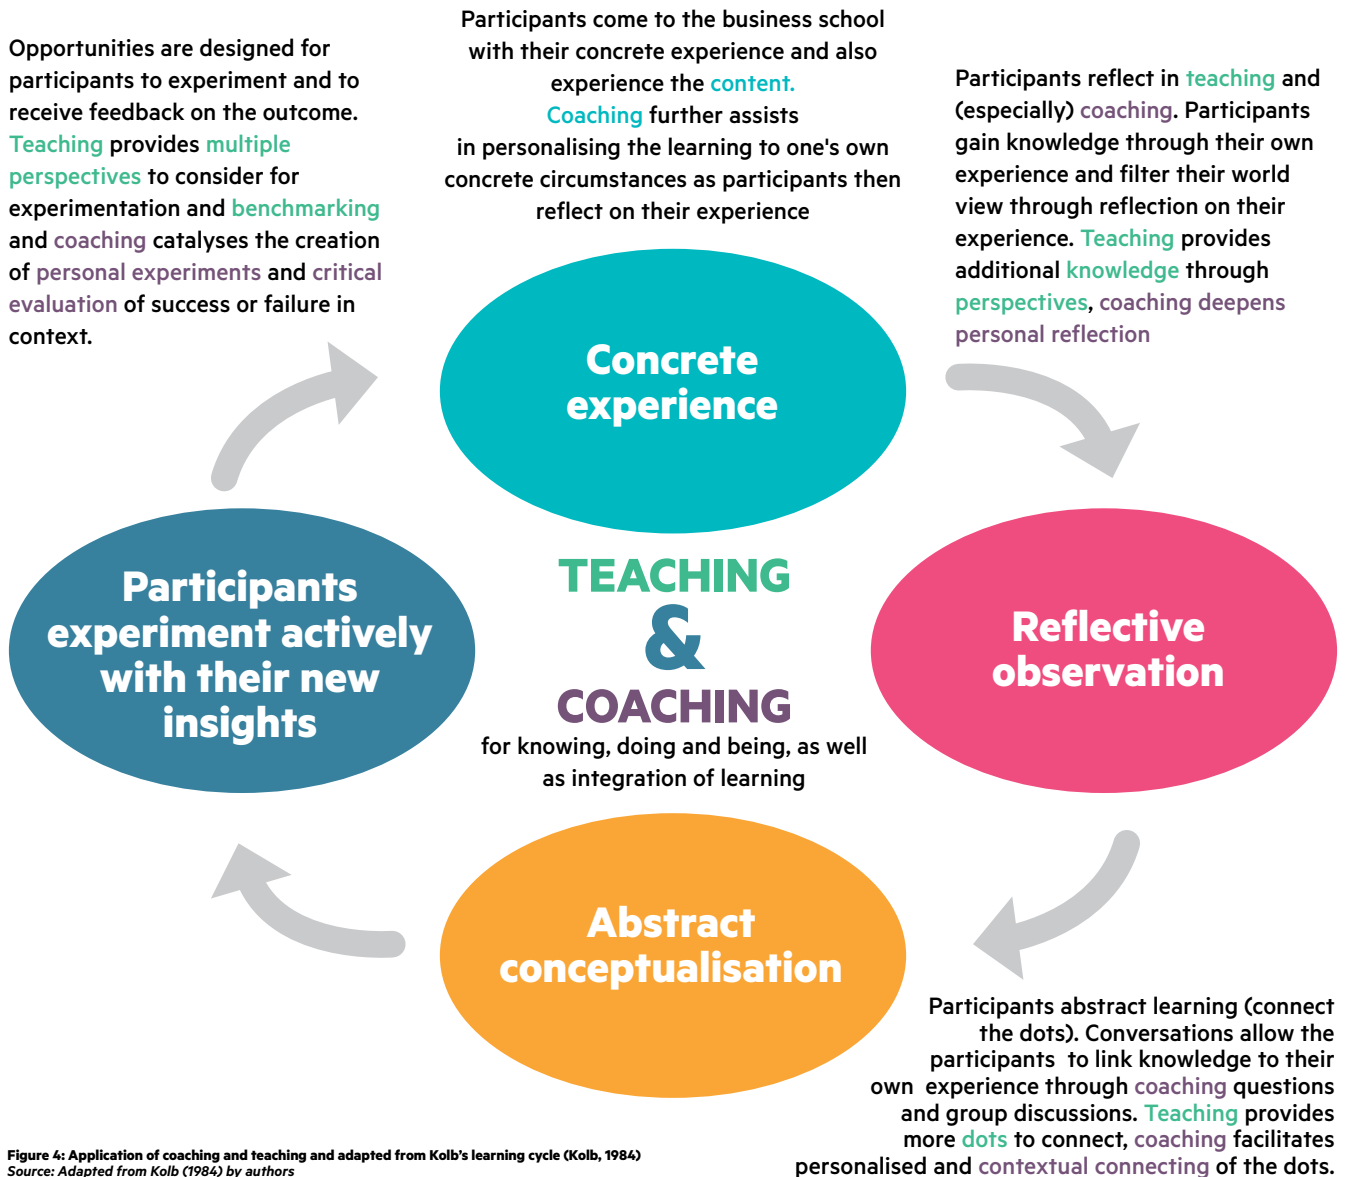 Opportunities are designed for
participants to experiment and to
receive feedback on the outcome.
Teaching provides multiple
perspectives to consider for
experimentation and benchmarking
and coaching catalyses the creation
of personal experiments and critical
evaluation of success or failure in
context.
Participants come to the business school
with their concrete experience and also
experience the content.
Coaching further assists
in personalising the learning to one's own
concrete circumstances as participants then
reflect on their experience
Participants reflect in teaching and
(especially) coaching. Participants
gain knowledge through their own
experience and filter their world
view through reflection on their
experience. Teaching provides
additional knowledge through
perspectives, coaching deepens
personal reflection
Concrete
experience
Participants
experiment actively
with their new
insights
TEACHING
&
COACHING
for knowing, doing and being, as well
as integration of learning
Reflective
observation
Abstract
conceptualisation
Participants abstract learning (connect
the dots). Conversations allow the
participants to link knowledge to their
own experience through coaching questions
and group discussions. Teaching provides
more dots to connect, coaching facilitates
personalised and contextual connecting of the dots.
Figure 4: Application of coaching and teaching and adapted from Kolb's learning cycle (Kolb, 1984)
Source: Adapted from Kolb (1984) by authors